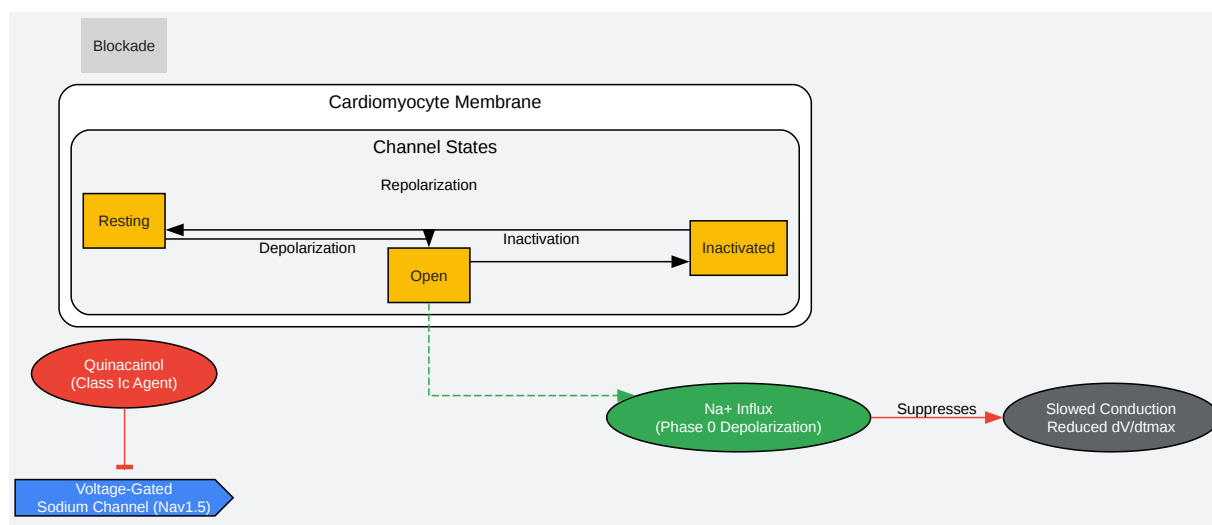 Blockade
Cardiomyocyte Membrane
Channel States
Repolarization
Resting
Depolarization
Inactivation
Inactivated
Open
Quinacainol
(Class Ic Agent)
Na+ Influx
(Phase 0 Depolarization)
Suppresses
Slowed Conduction
Reduced dV/dtmax
Voltage-Gated
Sodium Channel (Nav1.5)